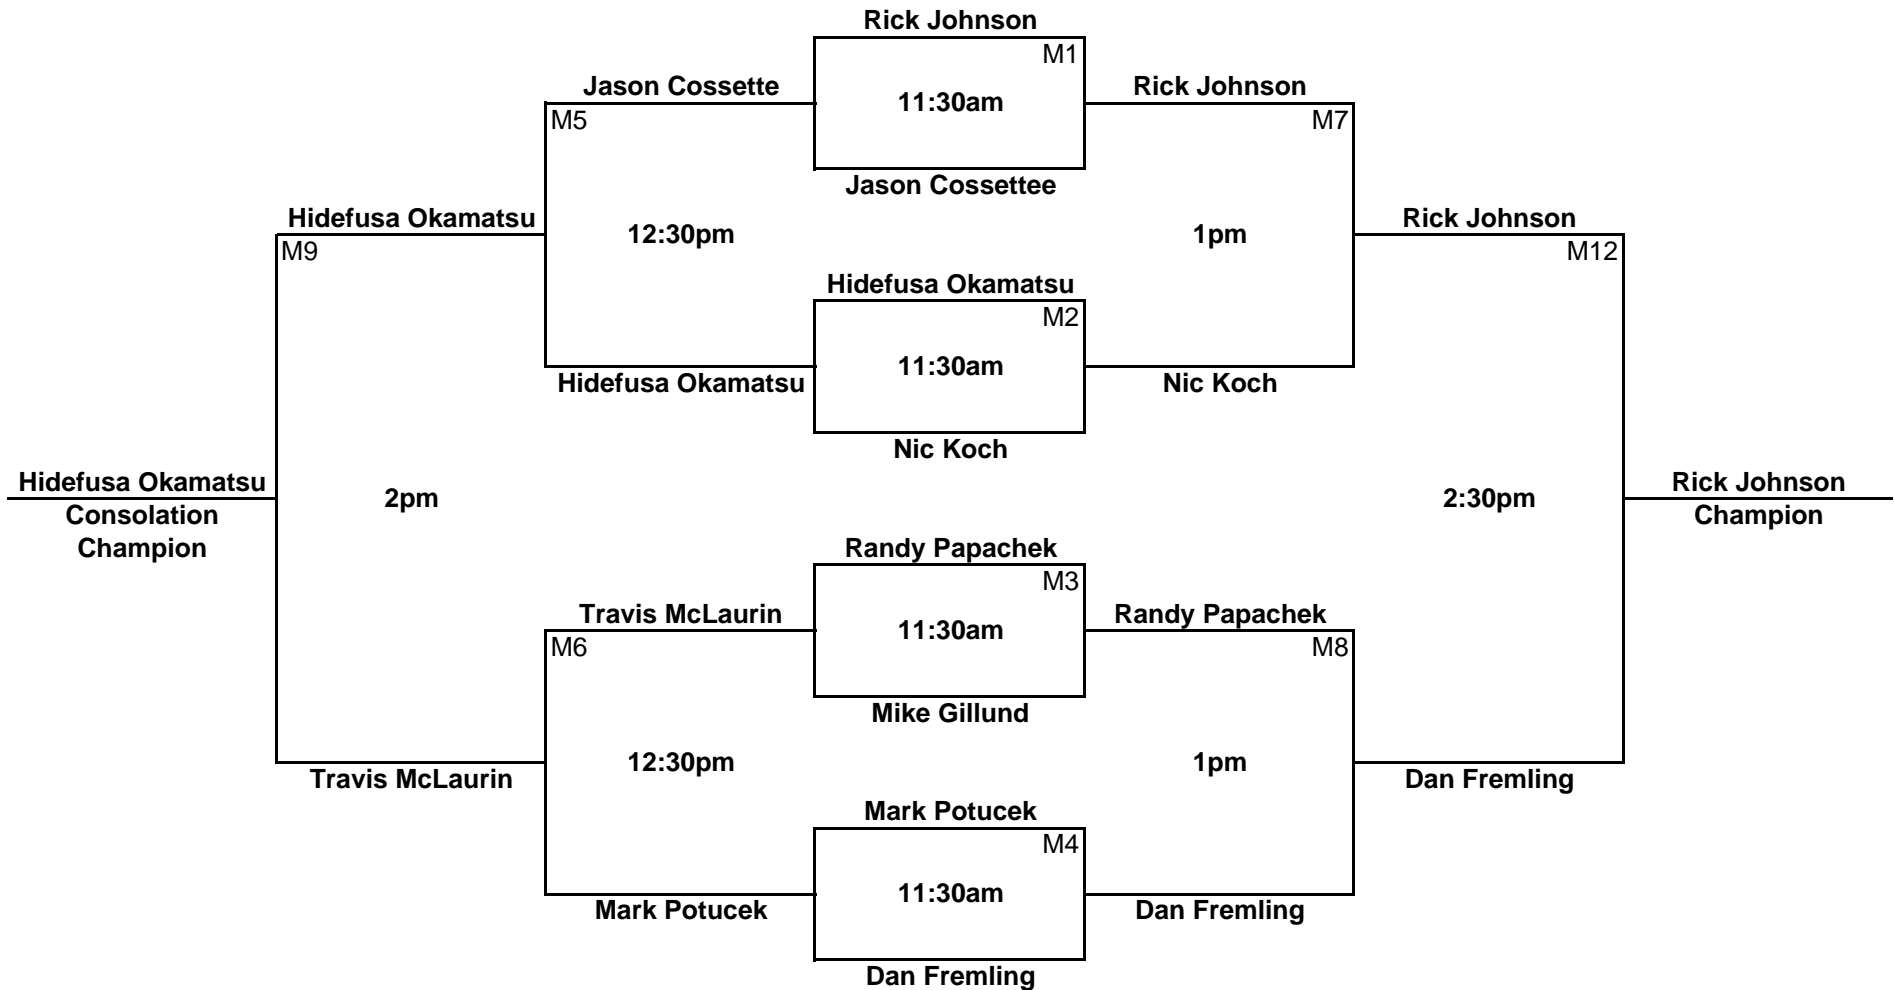 Rick Johnson
M1
Jason Cossette
11:30am
Rick Johnson
M5
M7
Jason Cossettee
Hidefusa Okamatsu
12:30pm
1pm
Rick Johnson
M9
M12
Hidefusa Okamatsu
M2
11:30am
Hidefusa Okamatsu
Nic Koch
Nic Koch
Hidefusa Okamatsu
2pm
2:30pm
Rick Johnson
Consolation
Champion
Champion
Randy Papachek
M3
Travis McLaurin
11:30am
Randy Papachek
M6
M8
Mike Gillund
12:30pm
1pm
Travis McLaurin
Dan Fremling
Mark Potucek
M4
11:30am
Mark Potucek
Dan Fremling
Dan Fremling